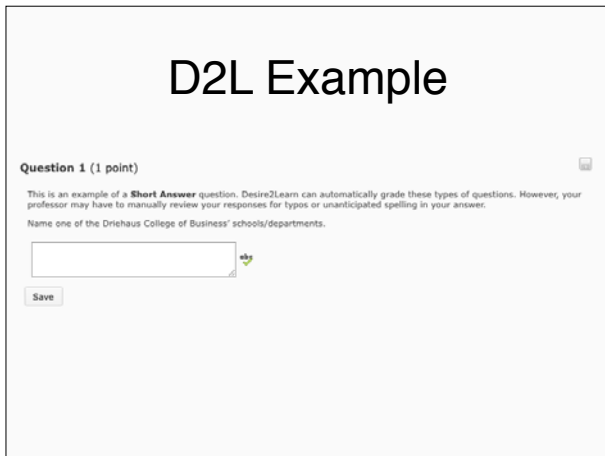 D2L Example
Question 1 (1 point)
This is an example of a Short Answer question. Desire2Learn can automatically grade these types of questions. However, your
professor may have to manually review your responses for typos or unanticipated spelling in your answer.
Name one of the Driehaus College of Business' schools/departments.
abc
Save